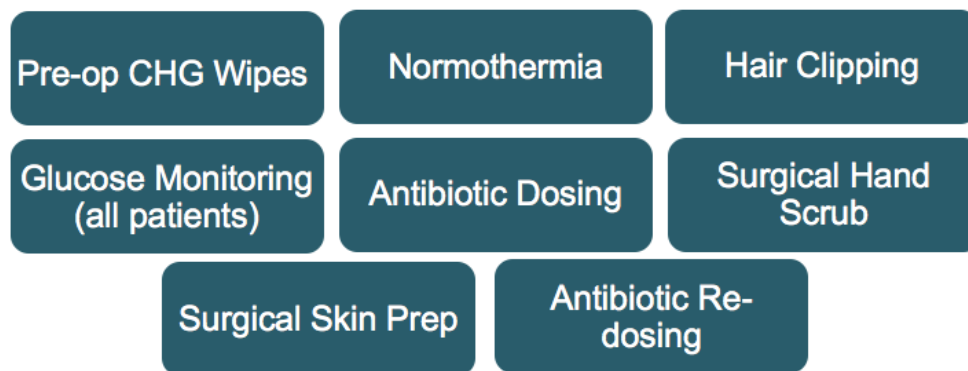 Pre-op CHG Wipes
Normothermia
Hair Clipping
Glucose Monitoring
(all patients)
Antibiotic Dosing
Surgical Hand
Scrub
Surgical Skin Prep
Antibiotic Re-
dosing